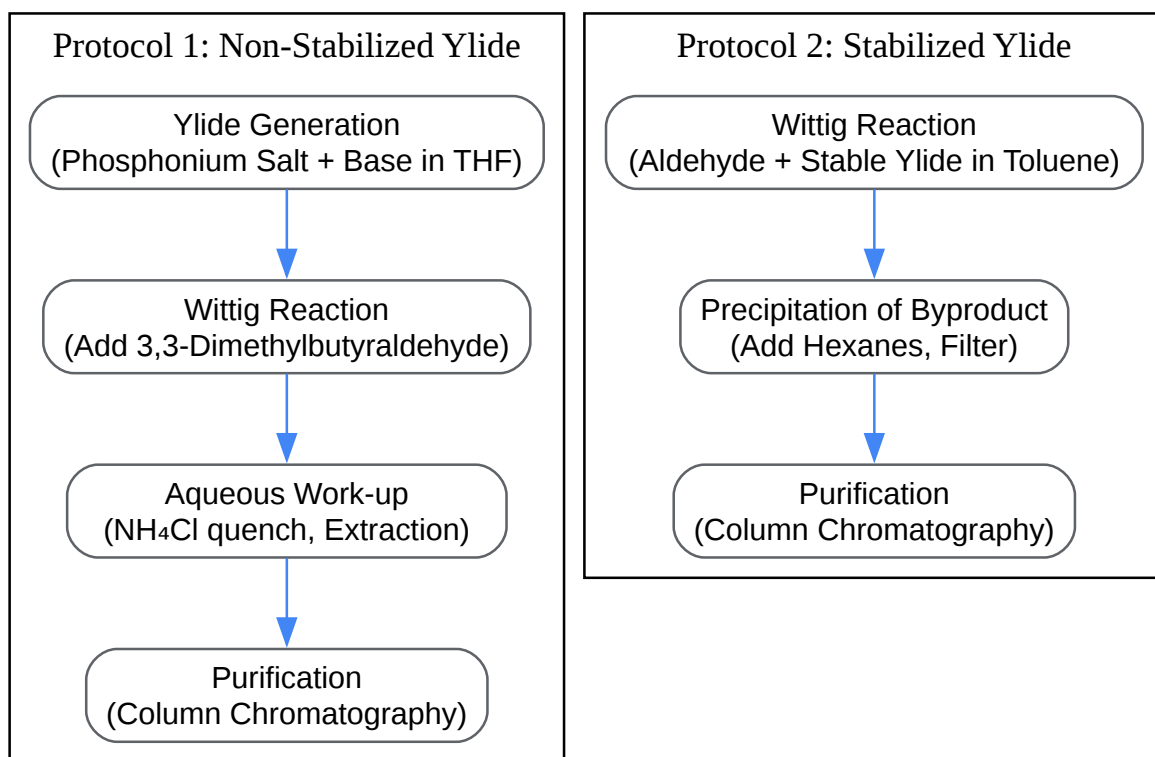 Protocol 1: Non-Stabilized Ylide
Ylide Generation
(Phosphonium Salt + Base in THF)
Wittig Reaction
(Add 3,3-Dimethylbutyraldehyde)
Aqueous Work-up
(NH₄Cl quench, Extraction)
Purification
(Column Chromatography)
Protocol 2: Stabilized Ylide
Wittig Reaction
(Aldehyde + Stable Ylide in Toluene)
Precipitation of Byproduct
(Add Hexanes, Filter)
Purification
(Column Chromatography)